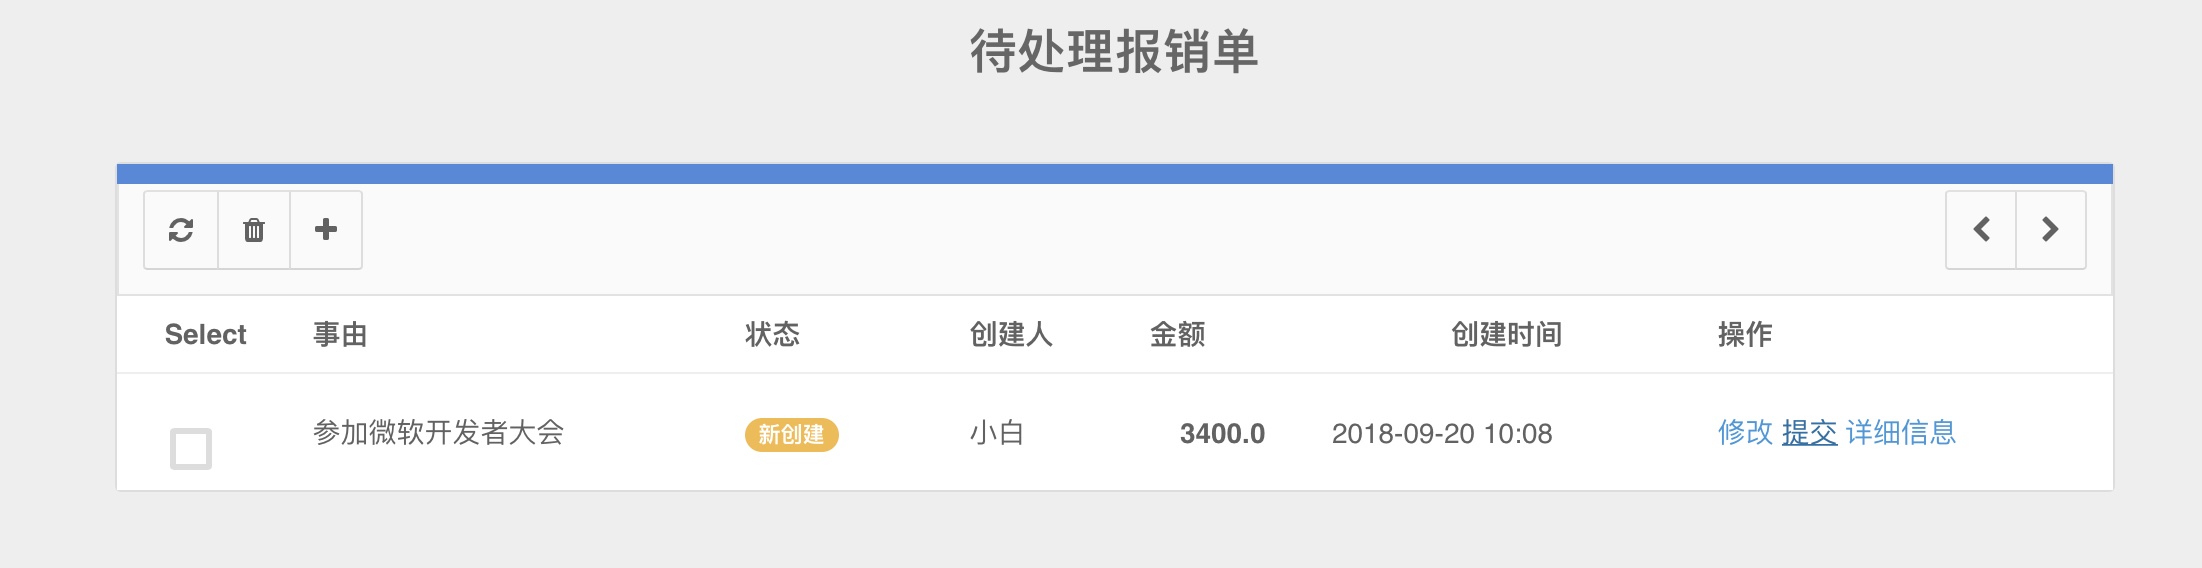 待处理报销单
Select 事由 状态 创建人 金额 创建时间 操作
参加微软开发者大会 新创建 小白 3400.0 2018-09-20 10:08 修改 提交 详细信息